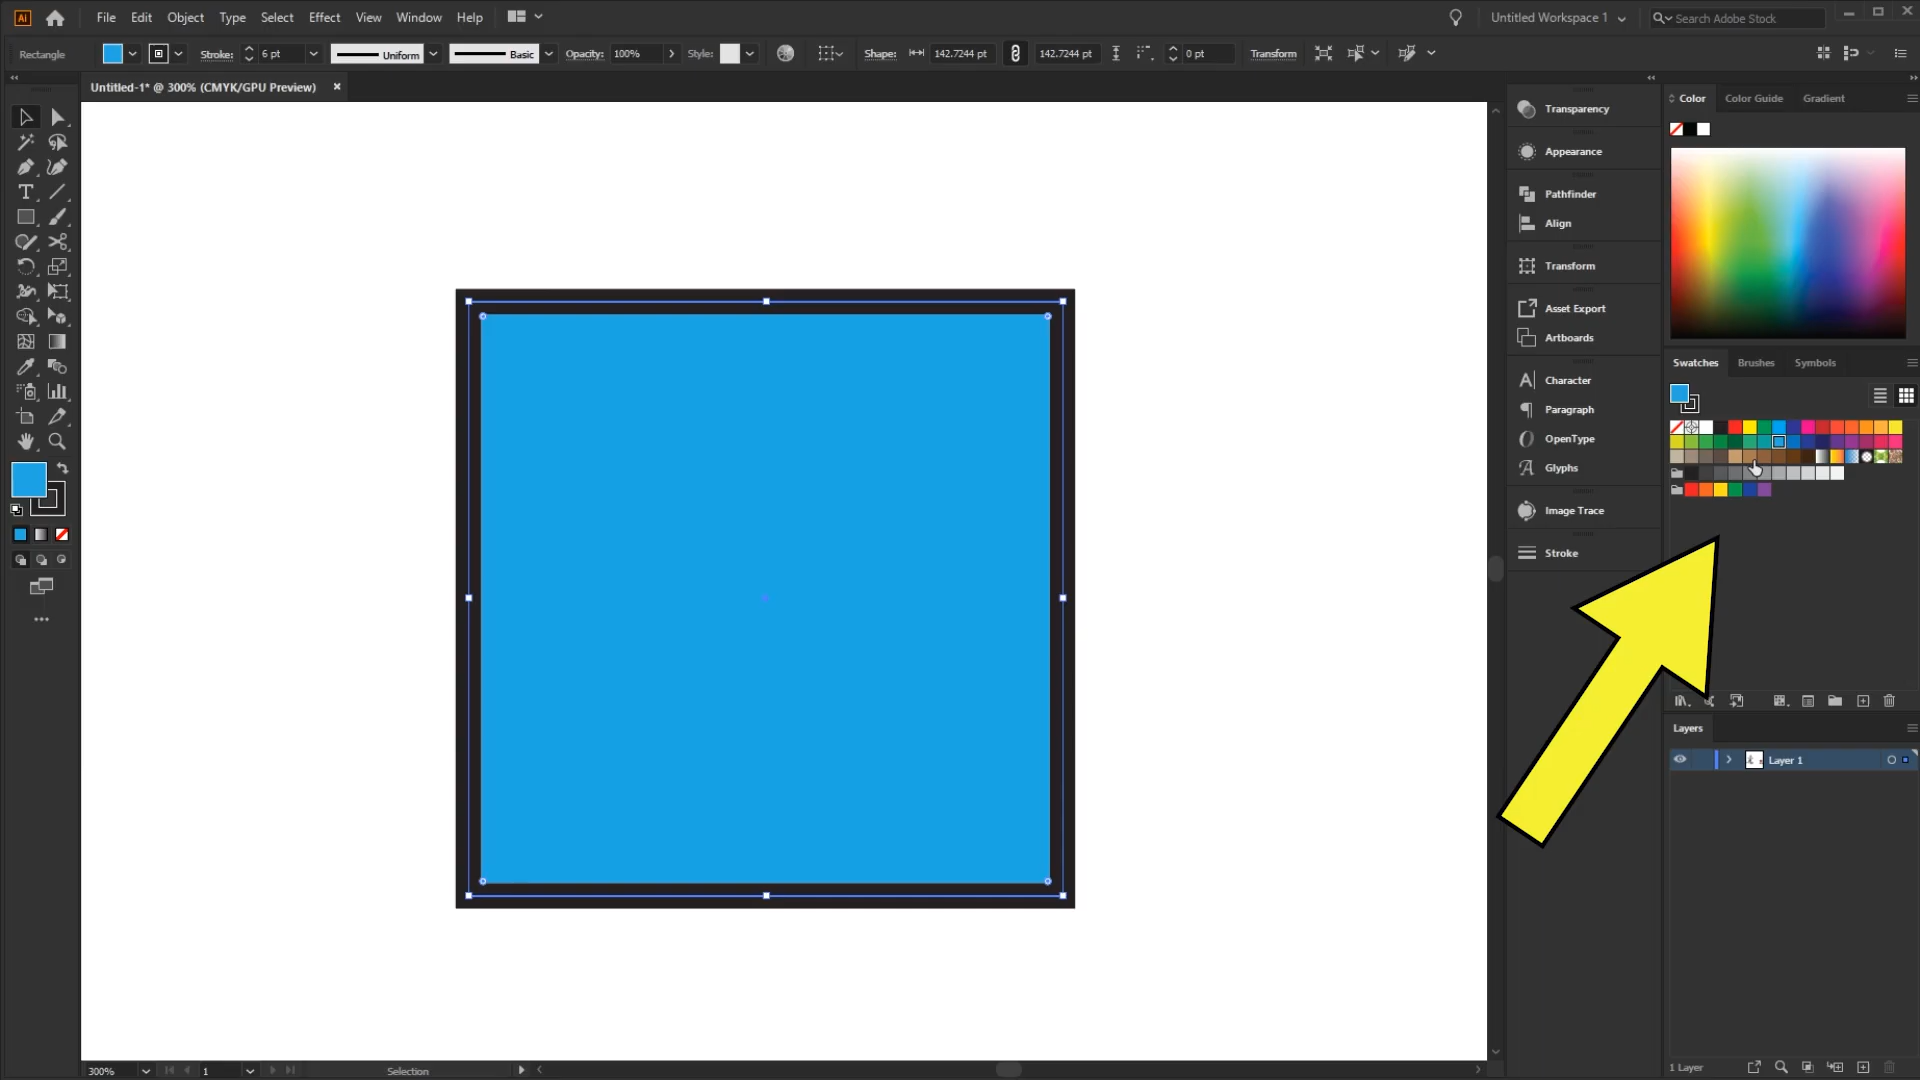 Ai File Edit Object Type Select Effect View Window Help Untitled Workspace 1 Search Adobe Stock
Rectangle Stroke: 6 pt Uniform Basic Opacity: 100% Style: Shape: 142.7244 pt 142.7244 pt 0 pt Transform
Untitled-1* @ 300% (CMYK/GPU Preview) ×
Transparency
Appearance
Pathfinder
Align
Transform
Asset Export
Artboards
Character
Paragraph
OpenType
Glyphs
Image Trace
Stroke
Color Color Guide Gradient
Swatches Brushes Symbols
Layers
Layer 1
1 Layer
300% 1 Selection